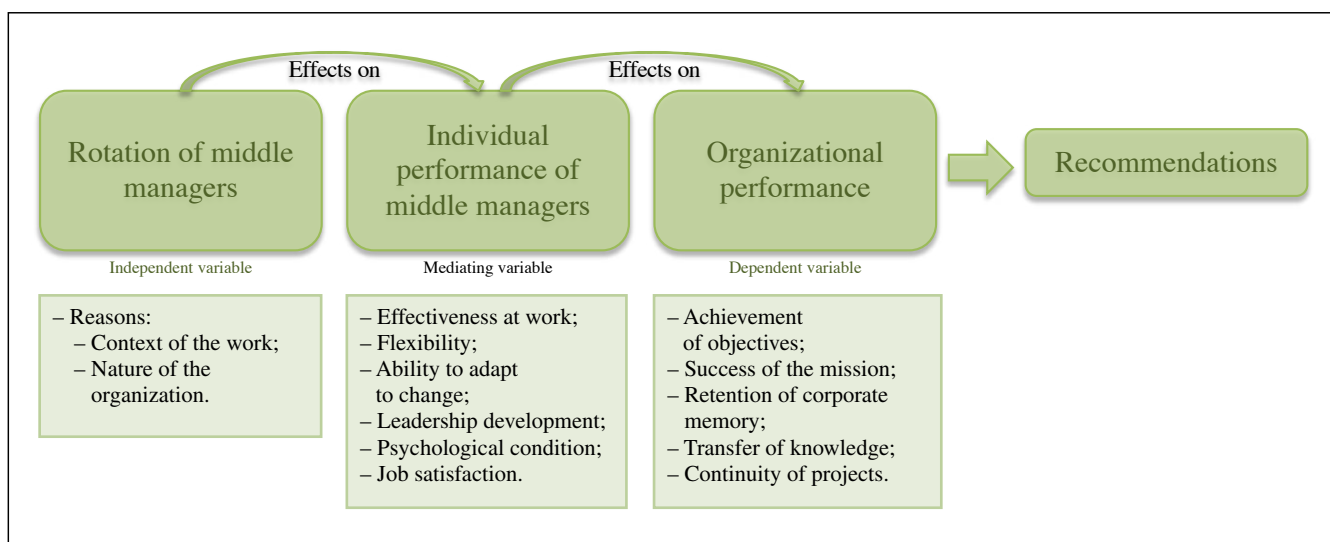 Effects on
Effects on
Rotation of middle
managers
Individual
performance of
middle managers
Organizational
performance
Recommendations
Independent variable
Mediating variable
Dependent variable
– Reasons:
– Context of the work;
– Nature of the
organization.
– Effectiveness at work;
– Flexibility;
– Ability to adapt
to change;
– Leadership development;
– Psychological condition;
– Job satisfaction.
– Achievement
of objectives;
– Success of the mission;
– Retention of corporate
memory;
– Transfer of knowledge;
– Continuity of projects.